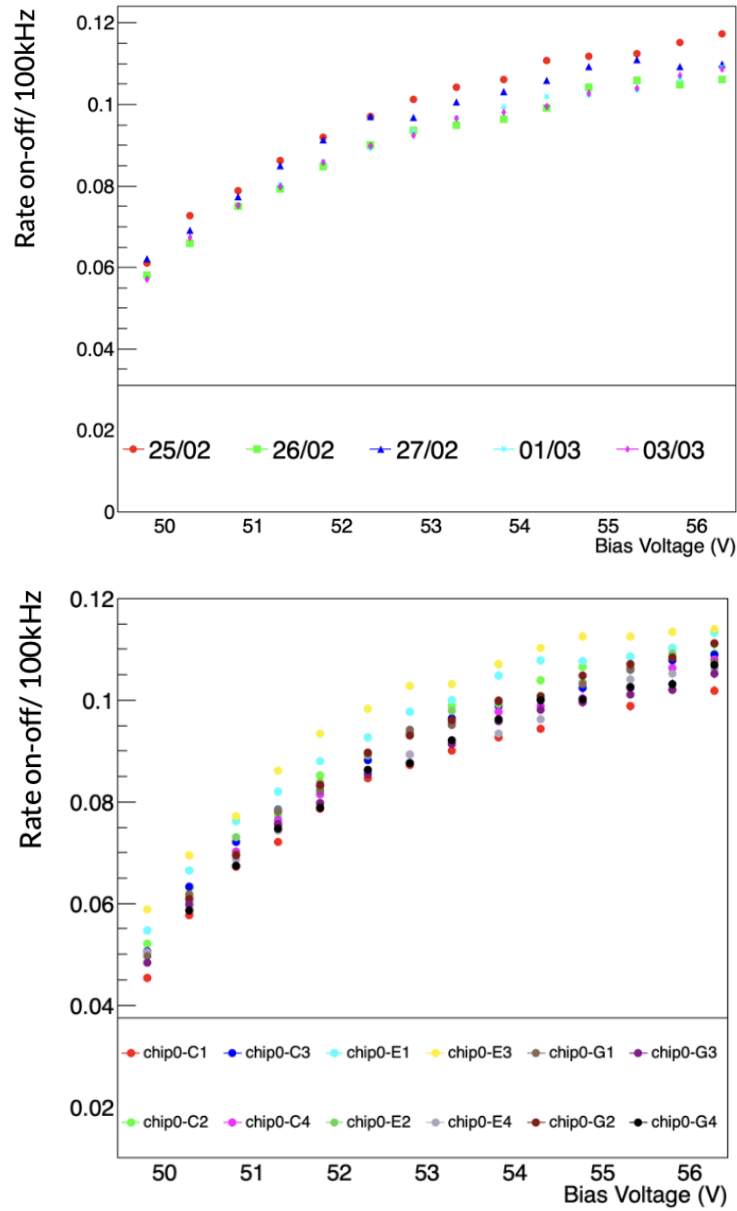 Rate on-off/ 100kHz
0.12
0.1
0.08
0.06
0.04
0.02
0
25/02 26/02 27/02 01/03 03/03
50 51 52 53 54 55 56
Bias Voltage (V)
Rate on-off/ 100kHz
0.12
0.1
0.08
0.06
0.04
0.02
chip0-C1 chip0-C3 chip0-E1 chip0-E3 chip0-G1 chip0-G3
chip0-C2 chip0-C4 chip0-E2 chip0-E4 chip0-G2 chip0-G4
50 51 52 53 54 55 56
Bias Voltage (V)